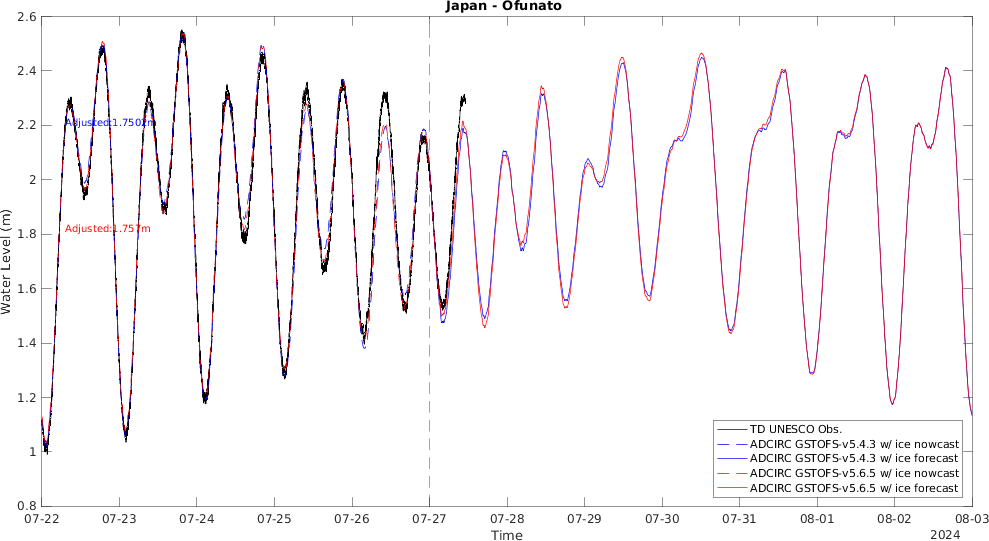 Japan - Ofunato
2.6
2.4
2.2
2
1.8
1.6
1.4
1.2
1
0.8
Water Level (m)
Adjusted:1.7502m
Adjusted:1.757m
TD UNESCO Obs.
ADCIRC GSTOFS-v5.4.3 w/ ice nowcast
ADCIRC GSTOFS-v5.4.3 w/ ice forecast
ADCIRC GSTOFS-v5.6.5 w/ ice nowcast
ADCIRC GSTOFS-v5.6.5 w/ ice forecast
07-22 07-23 07-24 07-25 07-26 07-27 07-28 07-29 07-30 07-31 08-01 08-02 08-03
Time
2024